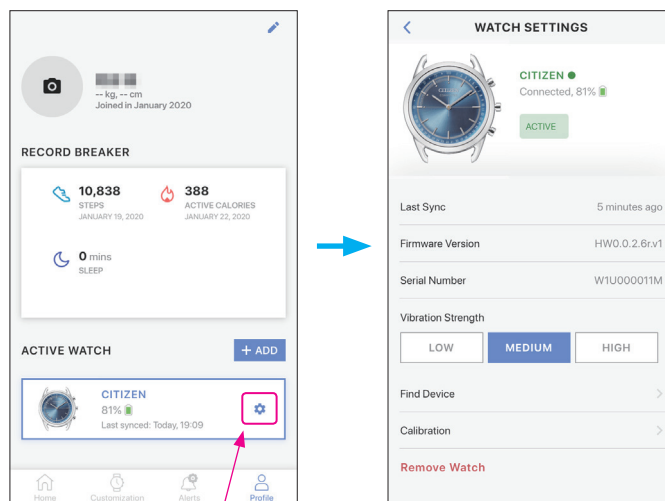 -- kg, -- cm
Joined in January 2020
RECORD BREAKER
10,838
STEPS
JANUARY 19, 2020
388
ACTIVE CALORIES
JANUARY 22, 2020
0 mins
SLEEP
ACTIVE WATCH
+ ADD
CITIZEN
81%
Last synced: Today, 19:09
Home
Customization
Alerts
Profile
WATCH SETTINGS
CITIZEN
Connected, 81%
ACTIVE
Last Sync 5 minutes ago
Firmware Version HW0.0.2.6r.v1
Serial Number W1U000011M
Vibration Strength
LOW MEDIUM HIGH
Find Device
Calibration
Remove Watch